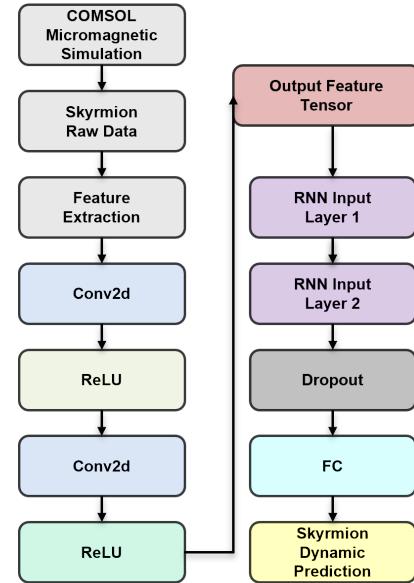 COMSOL
Micromagnetic
Simulation
Skyrmion
Raw Data
Feature
Extraction
Conv2d
ReLU
Conv2d
ReLU
Output Feature
Tensor
RNN Input
Layer 1
RNN Input
Layer 2
Dropout
FC
Skyrmion
Dynamic
Prediction